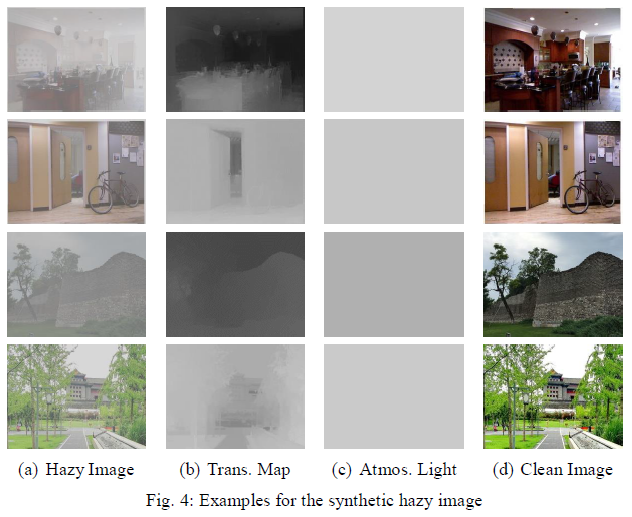 (a) Hazy Image (b) Trans. Map (c) Atmos. Light (d) Clean Image
Fig. 4: Examples for the synthetic hazy image